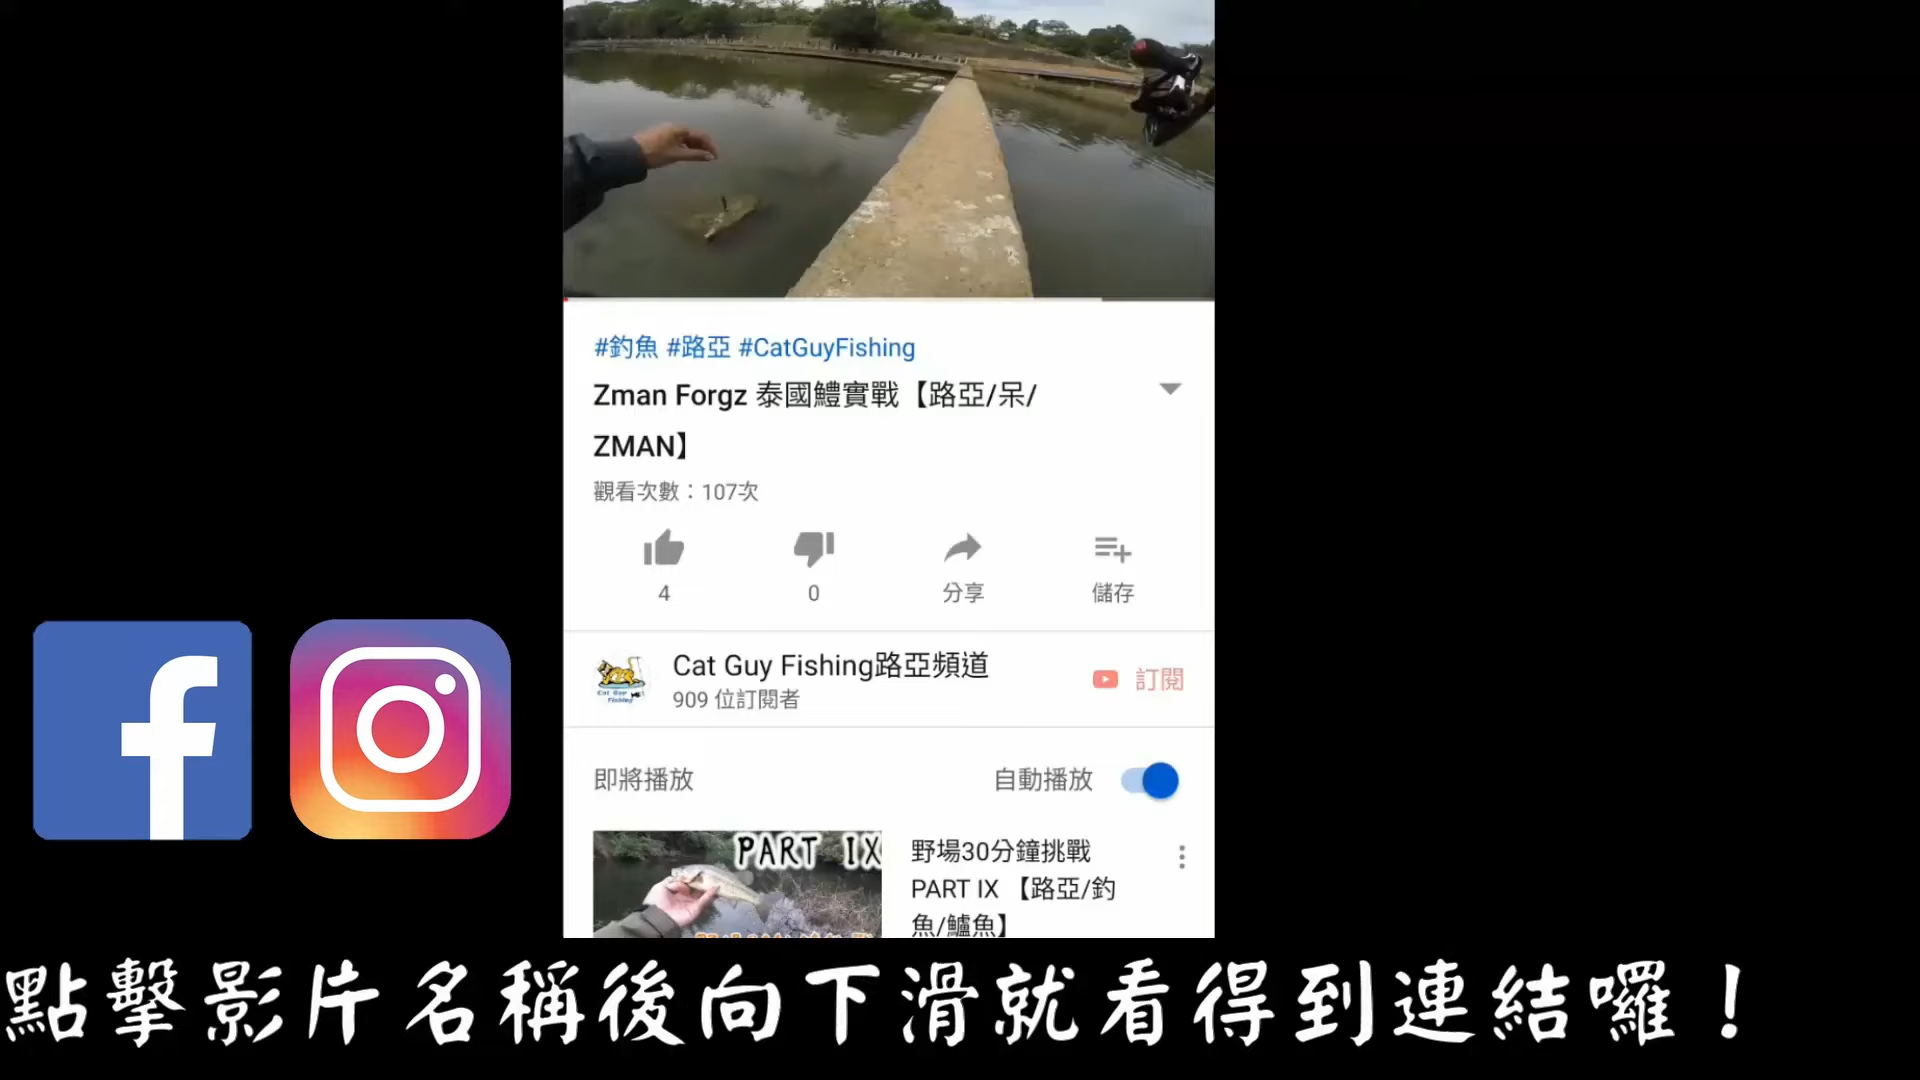 #釣魚 #路亞 #CatGuyFishing
Zman Forgz 泰國鱧實戰【路亞/呆/
ZMAN】
觀看次數：107次
4
0
分享
儲存
Cat Guy Fishing
Cat Guy Fishing路亞頻道
909 位訂閱者
訂閱
即將播放
自動播放
PART IX
野場30分鐘挑戰
PART IX 【路亞/釣
魚/鱸魚】
點擊影片名稱後向下滑就看得到連結囉！